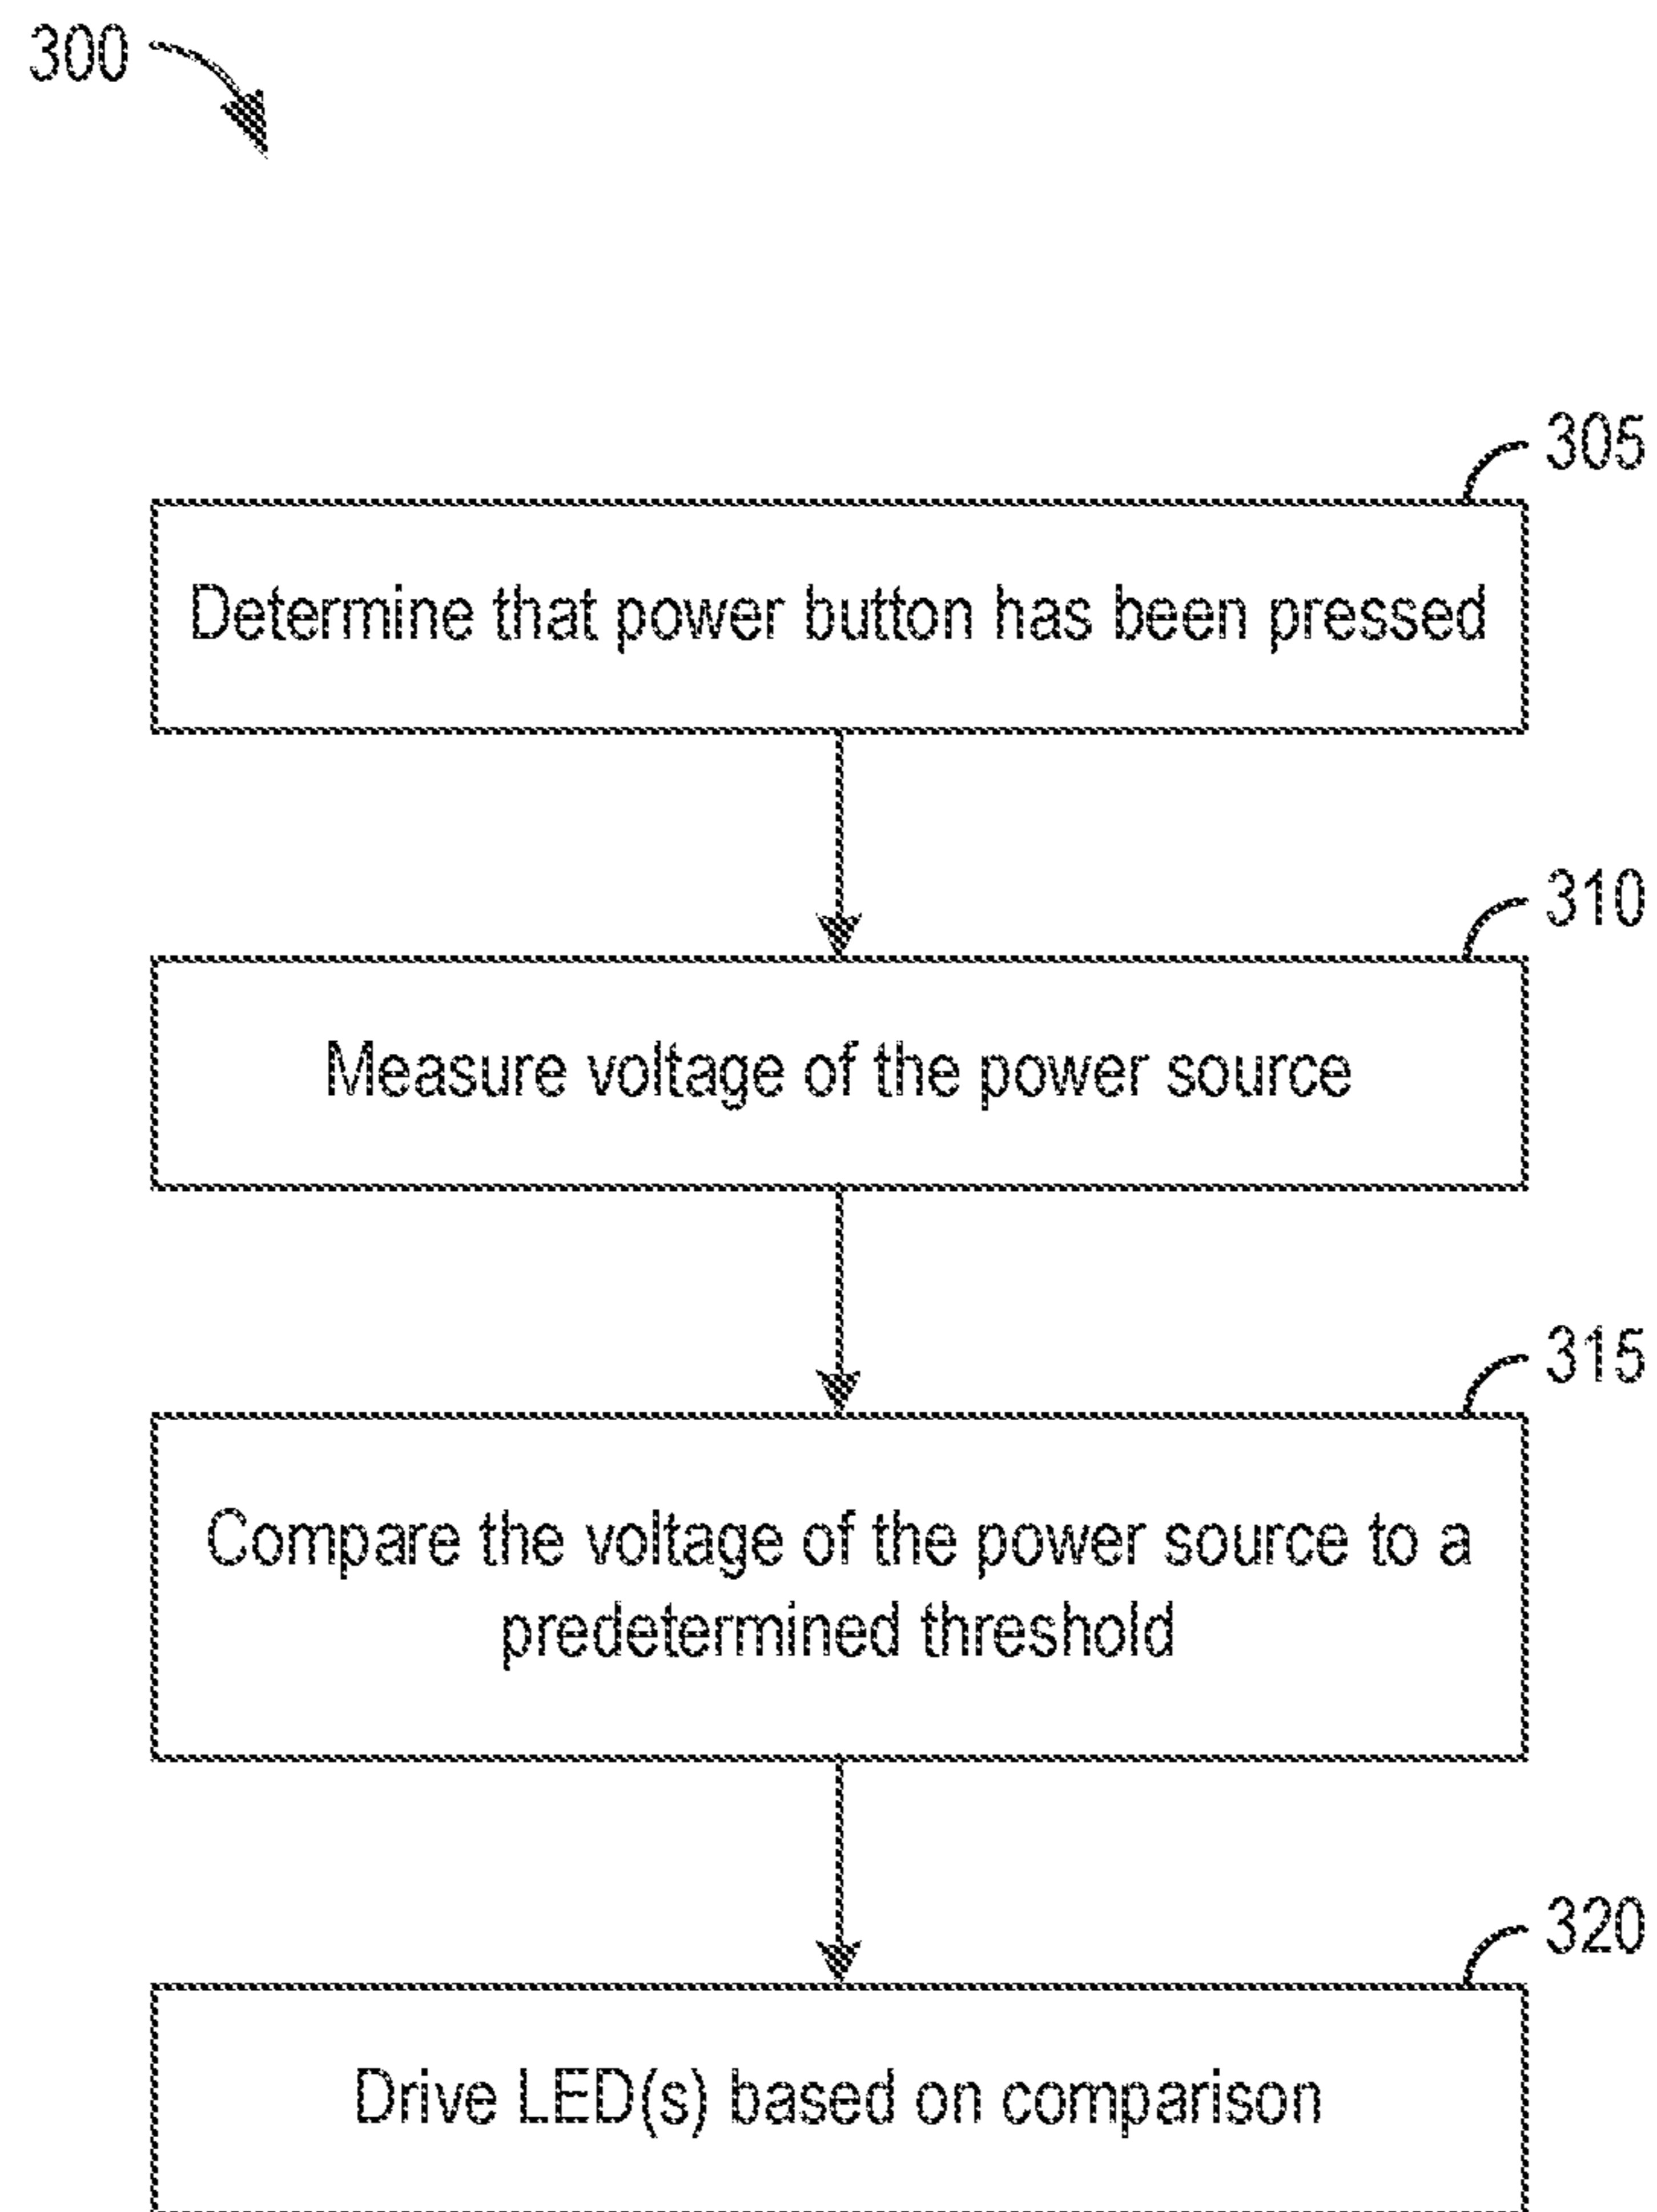 300
305
Determine that power button has been pressed
310
Measure voltage of the power source
315
Compare the voltage of the power source to a
predetermined threshold
320
Drive LED(s) based on comparison